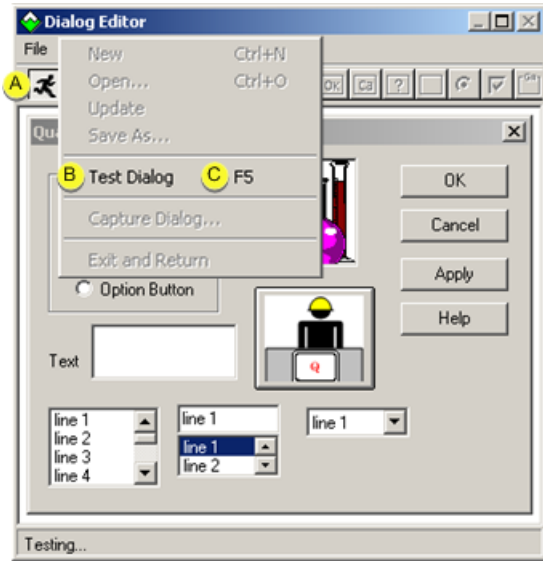 Dialog Editor
File
New Ctrl+N
Open... Ctrl+O
Update
Save As...
A
OK Ca ?
Qu
B Test Dialog C F5
Capture Dialog...
Exit and Return
OK
Cancel
Apply
Help
Option Button
Text
Q
line 1
line 2
line 3
line 4
line 1
line 1
line 2
line 1
Testing...